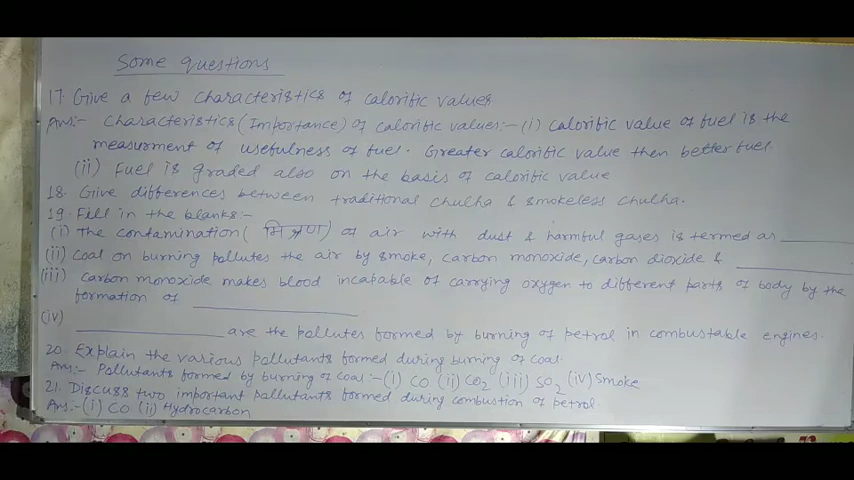 Some questions
17. Give a few characteristics of calorific values
Ans:- characteristics (Importance) of calorific values:- (i) calorific value of fuel is the
measurment of usefulness of fuel. Greater calorific value then better fuel.
(ii) Fuel is graded also on the basis of calorific value
18. Give differences between traditional chulha & smokeless chulha.
19. Fill in the blanks:-
(i) The contamination (मिश्रण) of air with dust & harmful gases is termed as ______
(ii) coal on burning pollutes the air by smoke, carbon monoxide, carbon dioxide & ______
(iii) carbon monoxide makes blood incapable of carrying oxygen to different parts of body by the
formation of ______
(iv) ______ are the pollutes formed by burning of petrol in combustable engines.
20. Explain the various pollutants formed during burning of coal.
Ans:- Pollutants formed by burning of coal:- (i) CO (ii) CO2 (iii) SO2 (iv) Smoke
21. Discuss two important pollutants formed during combustion of petrol
Ans:- (i) CO (ii) Hydrocarbon